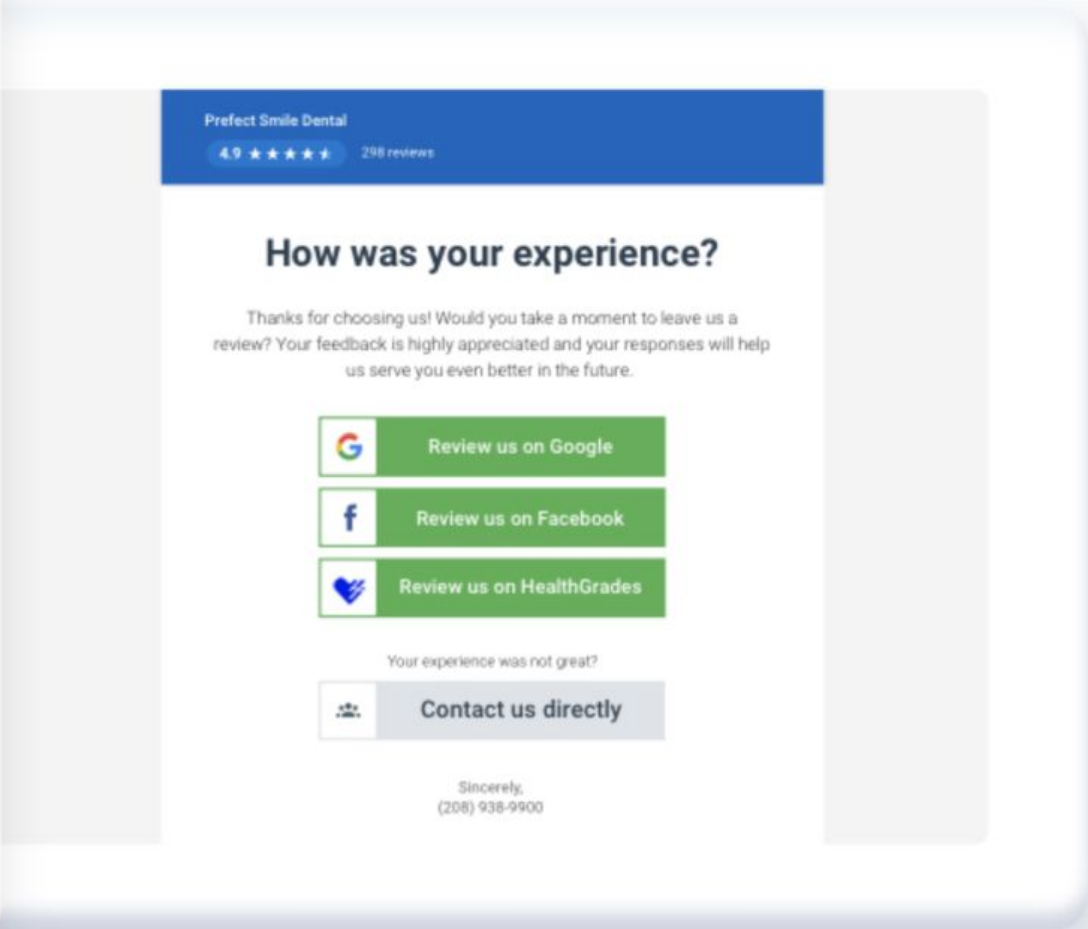 Prefect Smile Dental
4.9 ★★★★⯨ 298 reviews
How was your experience?
Thanks for choosing us! Would you take a moment to leave us a
review? Your feedback is highly appreciated and your responses will help
us serve you even better in the future.
G Review us on Google
f Review us on Facebook
Review us on HealthGrades
Your experience was not great?
Contact us directly
Sincerely,
(208) 938-9900